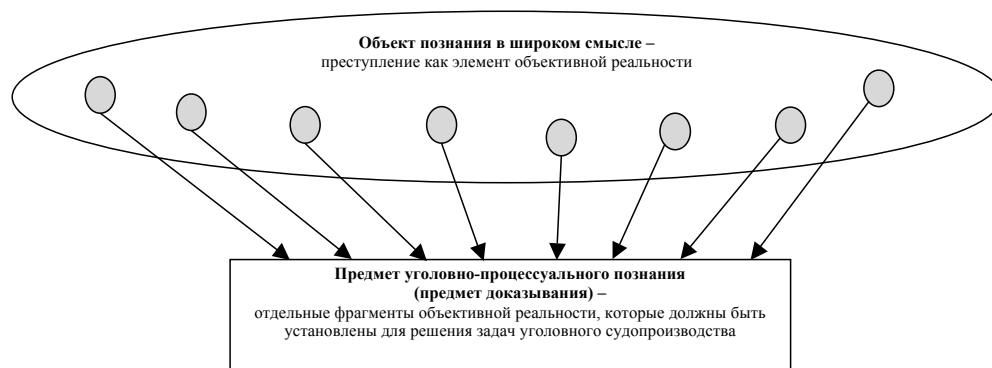 Объект познания в широком смысле –
преступление как элемент объективной реальности
Предмет уголовно-процессуального познания
(предмет доказывания) –
отдельные фрагменты объективной реальности, которые должны быть
установлены для решения задач уголовного судопроизводства